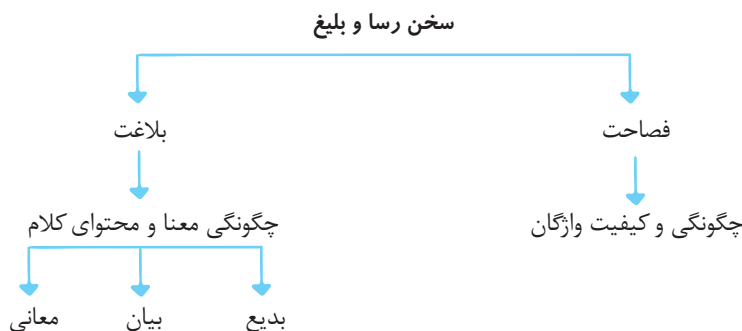 سخن رسا و بلیغ
فصاحت
بلاغت
چگونگی و کیفیت واژگان
چگونگی معنا و محتوای کلام
بدیع
بیان
معانی